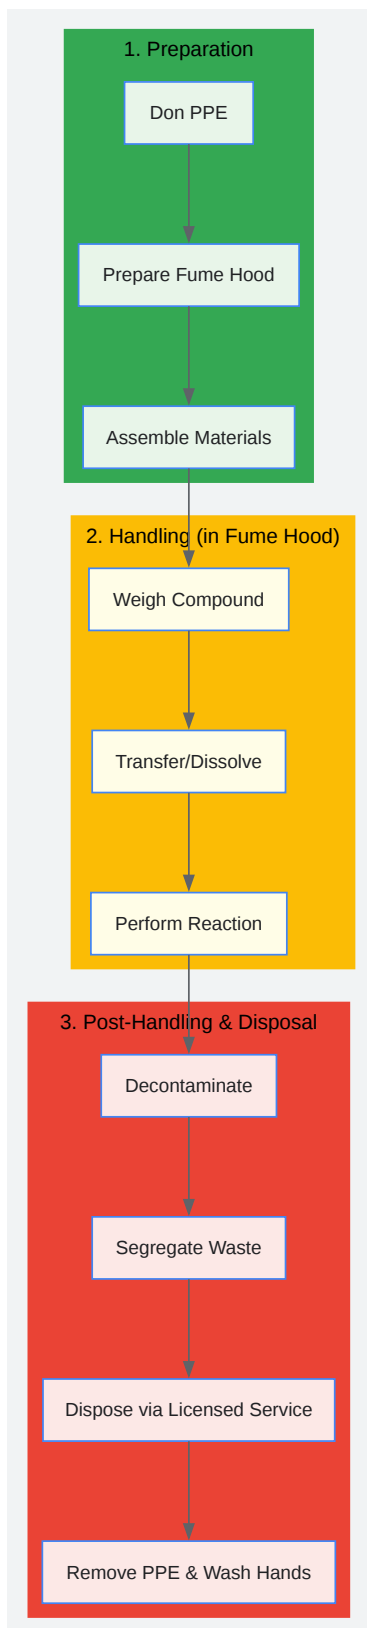 1. Preparation
Don PPE
Prepare Fume Hood
Assemble Materials
2. Handling (in Fume Hood)
Weigh Compound
Transfer/Dissolve
Perform Reaction
3. Post-Handling & Disposal
Decontaminate
Segregate Waste
Dispose via Licensed Service
Remove PPE & Wash Hands